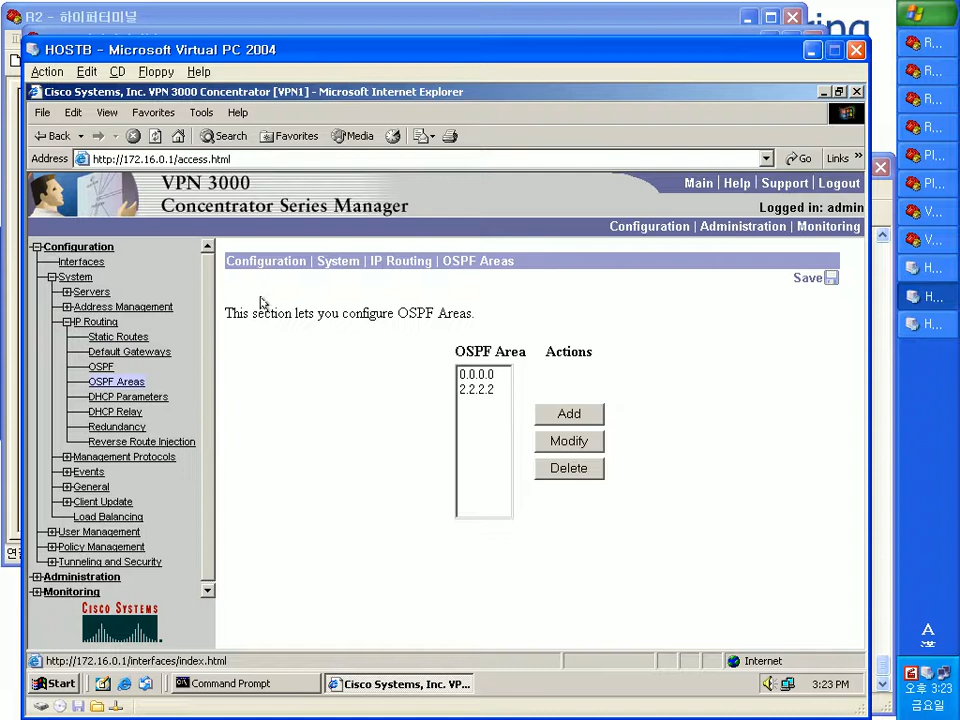 R2 - 하이퍼터미널
HOSTB - Microsoft Virtual PC 2004
Action Edit CD Floppy Help
Cisco Systems, Inc. VPN 3000 Concentrator [VPN1] - Microsoft Internet Explorer
File Edit View Favorites Tools Help
Back Search Favorites Media
Address http://172.16.0.1/access.html Go Links »
VPN 3000
Concentrator Series Manager
Main | Help | Support | Logout
Logged in: admin
Configuration | Administration | Monitoring
Configuration
Interfaces
System
Servers
Address Management
IP Routing
Static Routes
Default Gateways
OSPF
OSPF Areas
DHCP Parameters
DHCP Relay
Redundancy
Reverse Route Injection
Management Protocols
Events
General
Client Update
Load Balancing
User Management
Policy Management
Tunneling and Security
Administration
Monitoring
CISCO SYSTEMS
Configuration | System | IP Routing | OSPF Areas
Save
This section lets you configure OSPF Areas.
OSPF Area Actions
0.0.0.0
2.2.2.2
Add
Modify
Delete
http://172.16.0.1/interfaces/index.html Internet
Start Command Prompt Cisco Systems, Inc. VP... 3:23 PM
R...
R...
R...
R...
Pl...
Pl...
V...
V...
H...
H...
H...
A
漢
오후 3:23
금요일